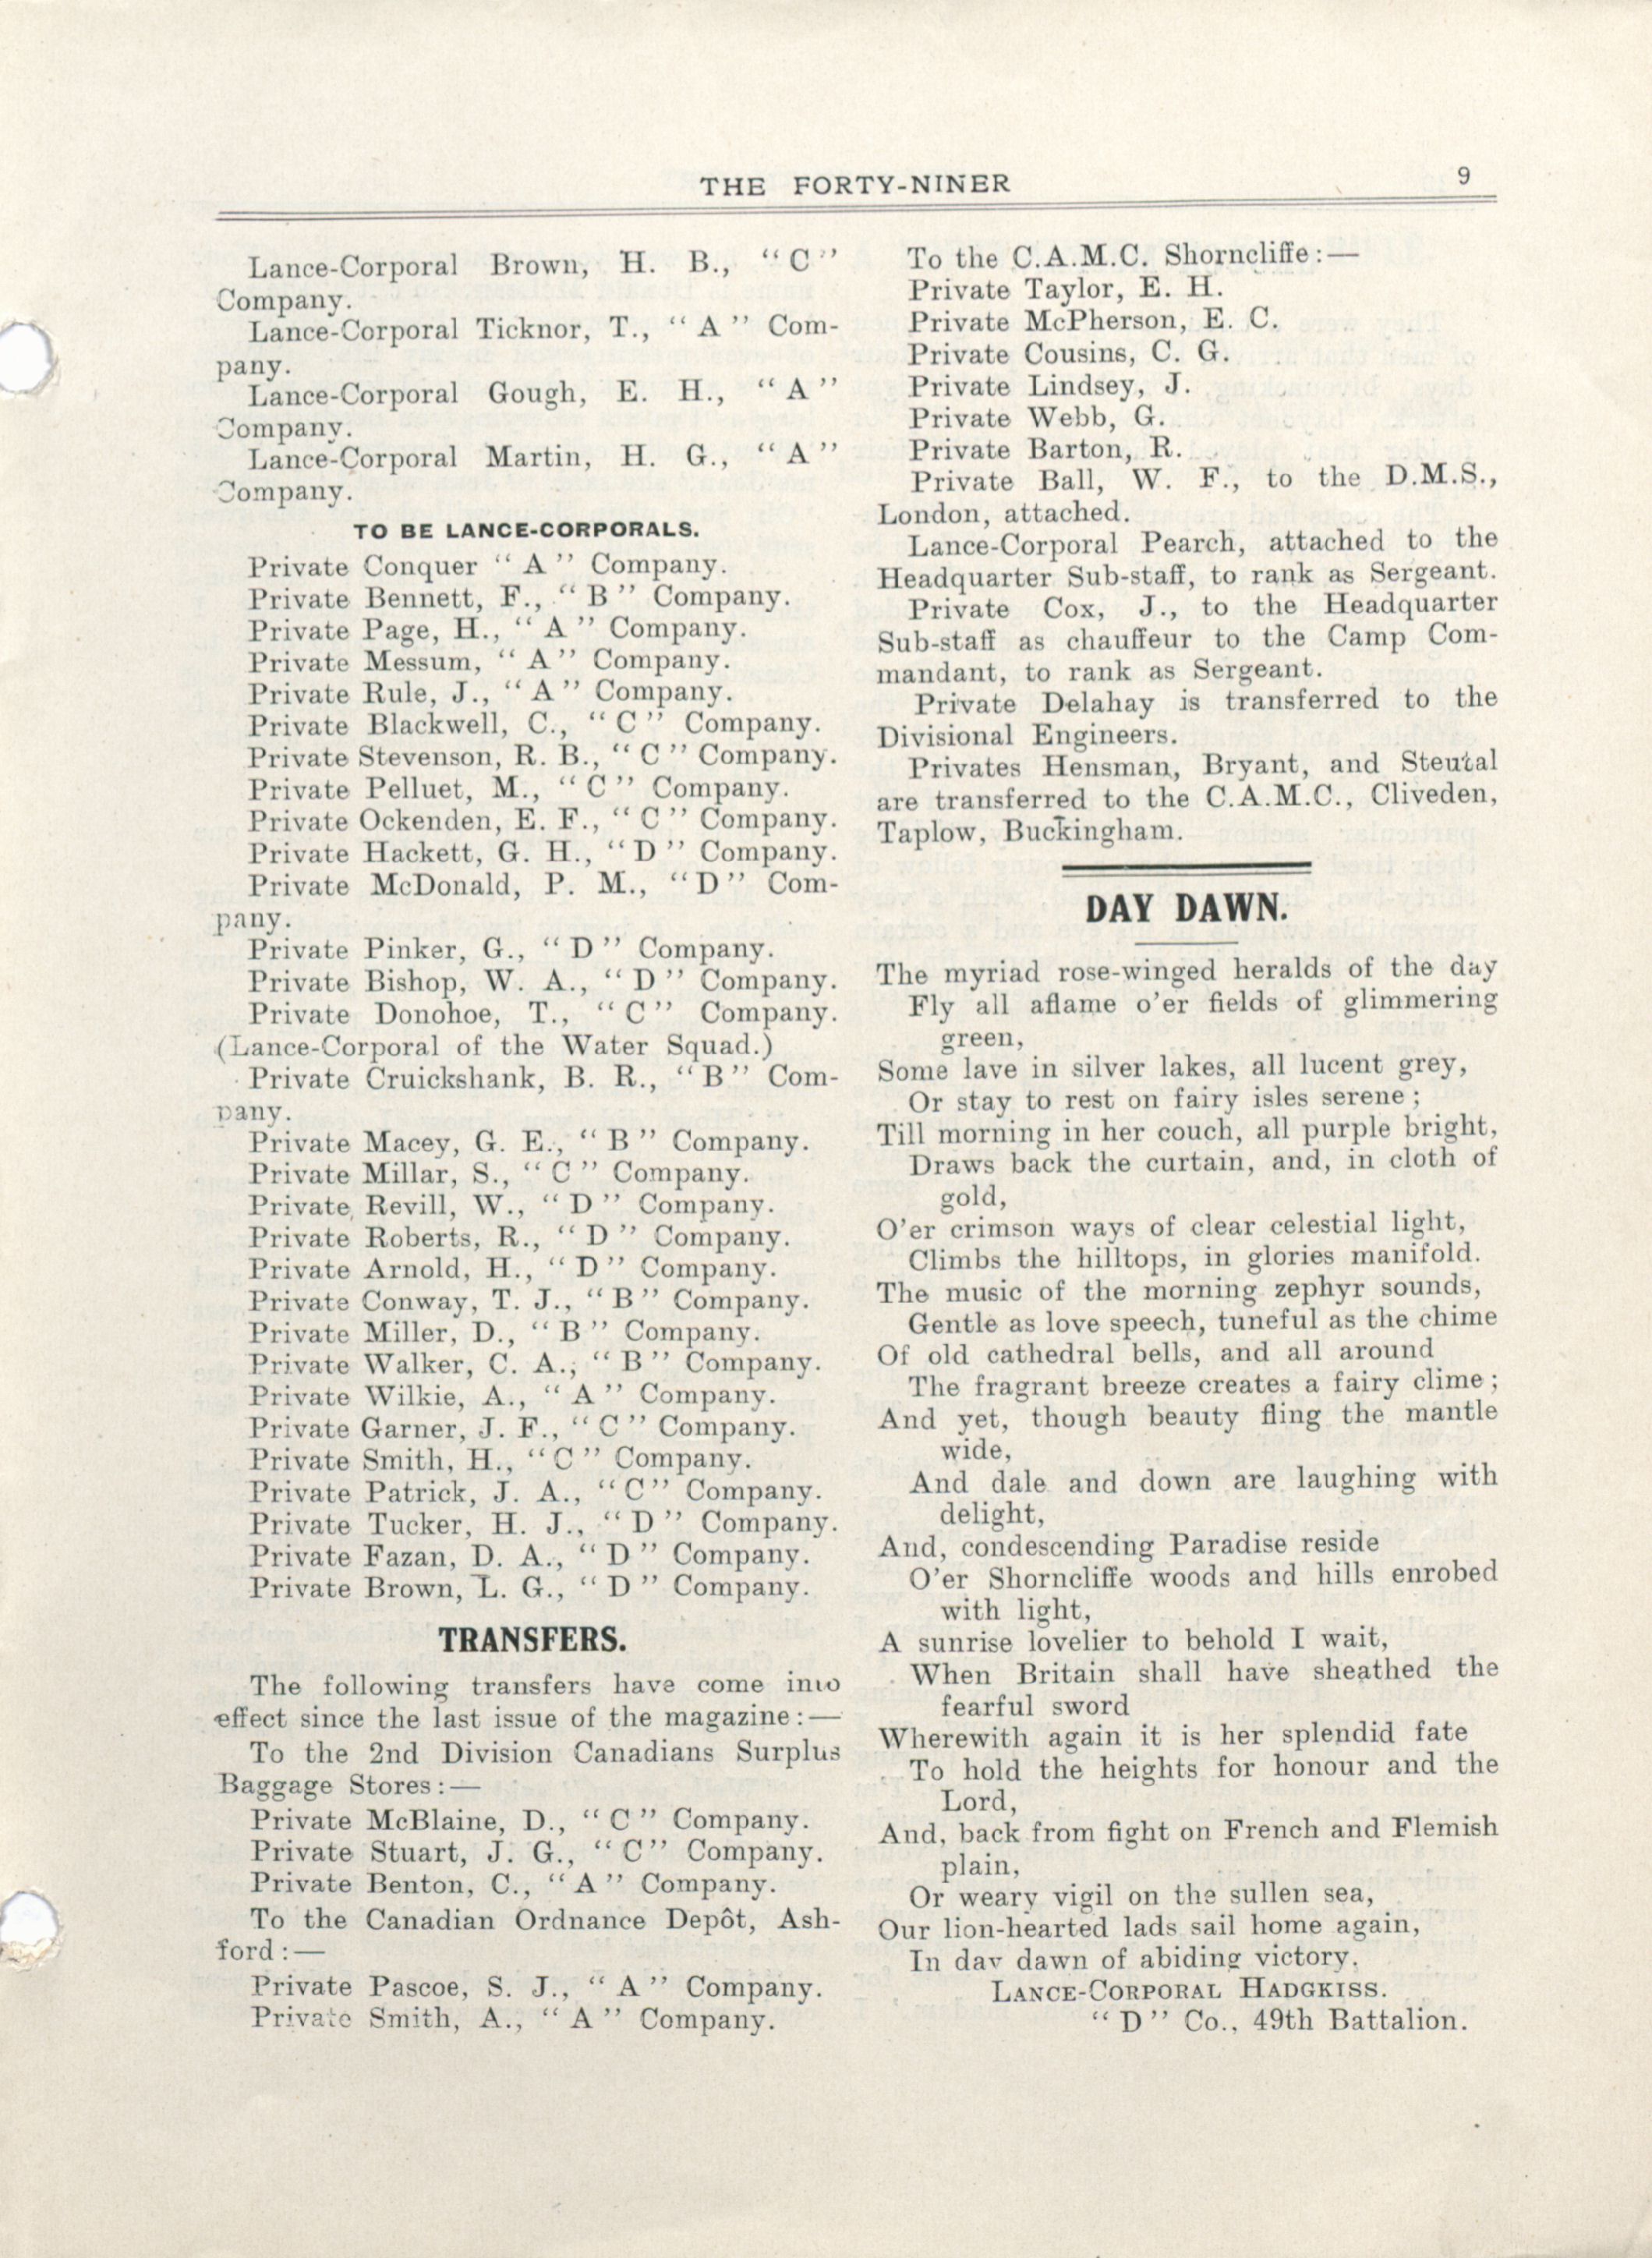 THE FORTY-NINER
9
Lance-Corporal Brown, H. B., “C”
Company.
Lance-Corporal Ticknor, T., “A” Com-
pany.
Lance-Corporal Gough, E. H., “A”
Company.
Lance-Corporal Martin, H. G., “A”
Company.
TO BE LANCE-CORPORALS.
Private Conquer “A” Company.
Private Bennett, F., “B” Company.
Private Page, H., “A” Company.
Private Messum, “A” Company.
Private Rule, J., “A” Company.
Private Blackwell, C., “C” Company.
Private Stevenson, R. B., “C” Company.
Private Pelluet, M., “C” Company.
Private Ockenden, E. F., “C” Company.
Private Hackett, G. H., “D” Company.
Private McDonald, P. M., “D” Com-
pany.
Private Pinker, G., “D” Company.
Private Bishop, W. A., “D” Company.
Private Donohoe, T., “C” Company.
(Lance-Corporal of the Water Squad.)
Private Cruickshank, B. R., “B” Com-
pany.
Private Macey, G. E., “B” Company.
Private Millar, S., “C” Company.
Private Revill, W., “D” Company.
Private Roberts, R., “D” Company.
Private Arnold, H., “D” Company.
Private Conway, T. J., “B” Company.
Private Miller, D., “B” Company.
Private Walker, C. A., “B” Company.
Private Wilkie, A., “A” Company.
Private Garner, J. F., “C” Company.
Private Smith, H., “C” Company.
Private Patrick, J. A., “C” Company.
Private Tucker, H. J., “D” Company.
Private Fazan, D. A., “D” Company.
Private Brown, L. G., “D” Company.
TRANSFERS.
The following transfers have come into
effect since the last issue of the magazine:—
To the 2nd Division Canadians Surplus
Baggage Stores:—
Private McBlaine, D., “C” Company.
Private Stuart, J. G., “C” Company.
Private Benton, C., “A” Company.
To the Canadian Ordnance Depôt, Ash-
ford:—
Private Pascoe, S. J., “A” Company.
Private Smith, A., “A” Company.
To the C.A.M.C. Shorncliffe:—
Private Taylor, E. H.
Private McPherson, E. C.
Private Cousins, C. G.
Private Lindsey, J.
Private Webb, G.
Private Barton, R.
Private Ball, W. F., to the D.M.S.,
London, attached.
Lance-Corporal Pearch, attached to the
Headquarter Sub-staff, to rank as Sergeant.
Private Cox, J., to the Headquarter
Sub-staff as chauffeur to the Camp Com-
mandant, to rank as Sergeant.
Private Delahay is transferred to the
Divisional Engineers.
Privates Hensman, Bryant, and
are transferred to the C.A.M.C., Cliveden,
Taplow, Buckingham.
DAY DAWN.
The myriad rose-winged heralds of the day
Fly all aflame o’er fields of glimmering
green,
Some lave in silver lakes, all lucent grey,
Or stay to rest on fairy isles serene;
Till morning in her couch, all purple bright,
Draws back the curtain, and, in cloth of
gold,
O’er crimson ways of clear celestial light,
Climbs the hilltops, in glories manifold.
The music of the morning zephyr sounds,
Gentle as love speech, tuneful as the chime
Of old cathedral bells, and all around
The fragrant breeze creates a fairy clime;
And yet, though beauty fling the mantle
wide,
And dale and down are laughing with
delight,
And, condescending Paradise reside
O’er Shorncliffe woods and hills enrobed
with light,
A sunrise lovelier to behold I wait,
When Britain shall have sheathed the
fearful sword
Wherewith again it is her splendid fate
To hold the heights for honour and the
Lord,
And, back from fight on French and Flemish
plain,
Or weary vigil on the sullen sea,
Our lion-hearted lads sail home again,
In day dawn of abiding victory.
LANCE-CORPORAL HADGKISS.
“D” Co., 49th Battalion.